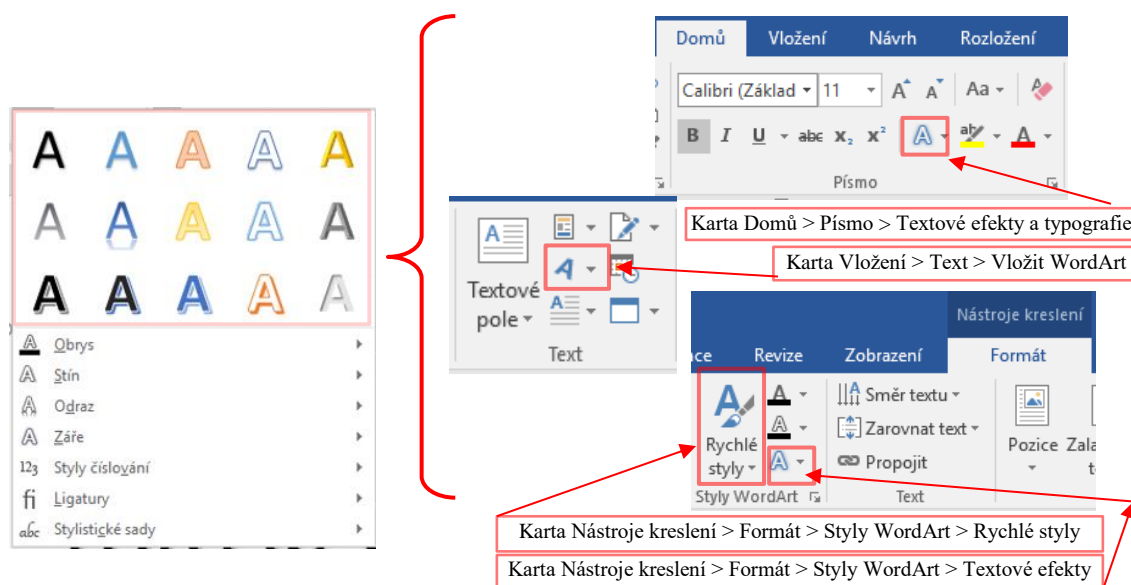 Obrys
Stín
Odraz
Záře
Styly číslování
Ligatury
Stylistické sady
Textové
pole
Text
Domů Vložení Návrh Rozložení
Calibri (Základ 11 Aa
B I U abc X₂ X² A
Písmo
Karta Domů > Písmo > Textové efekty a typografie
Karta Vložení > Text > Vložit WordArt
Nástroje kreslení
Revize Zobrazení Formát
Rychlé
styly
Směr textu
Zarovnat text
Propojit
Pozice
Styly WordArt Text
Karta Nástroje kreslení > Formát > Styly WordArt > Rychlé styly
Karta Nástroje kreslení > Formát > Styly WordArt > Textové efekty